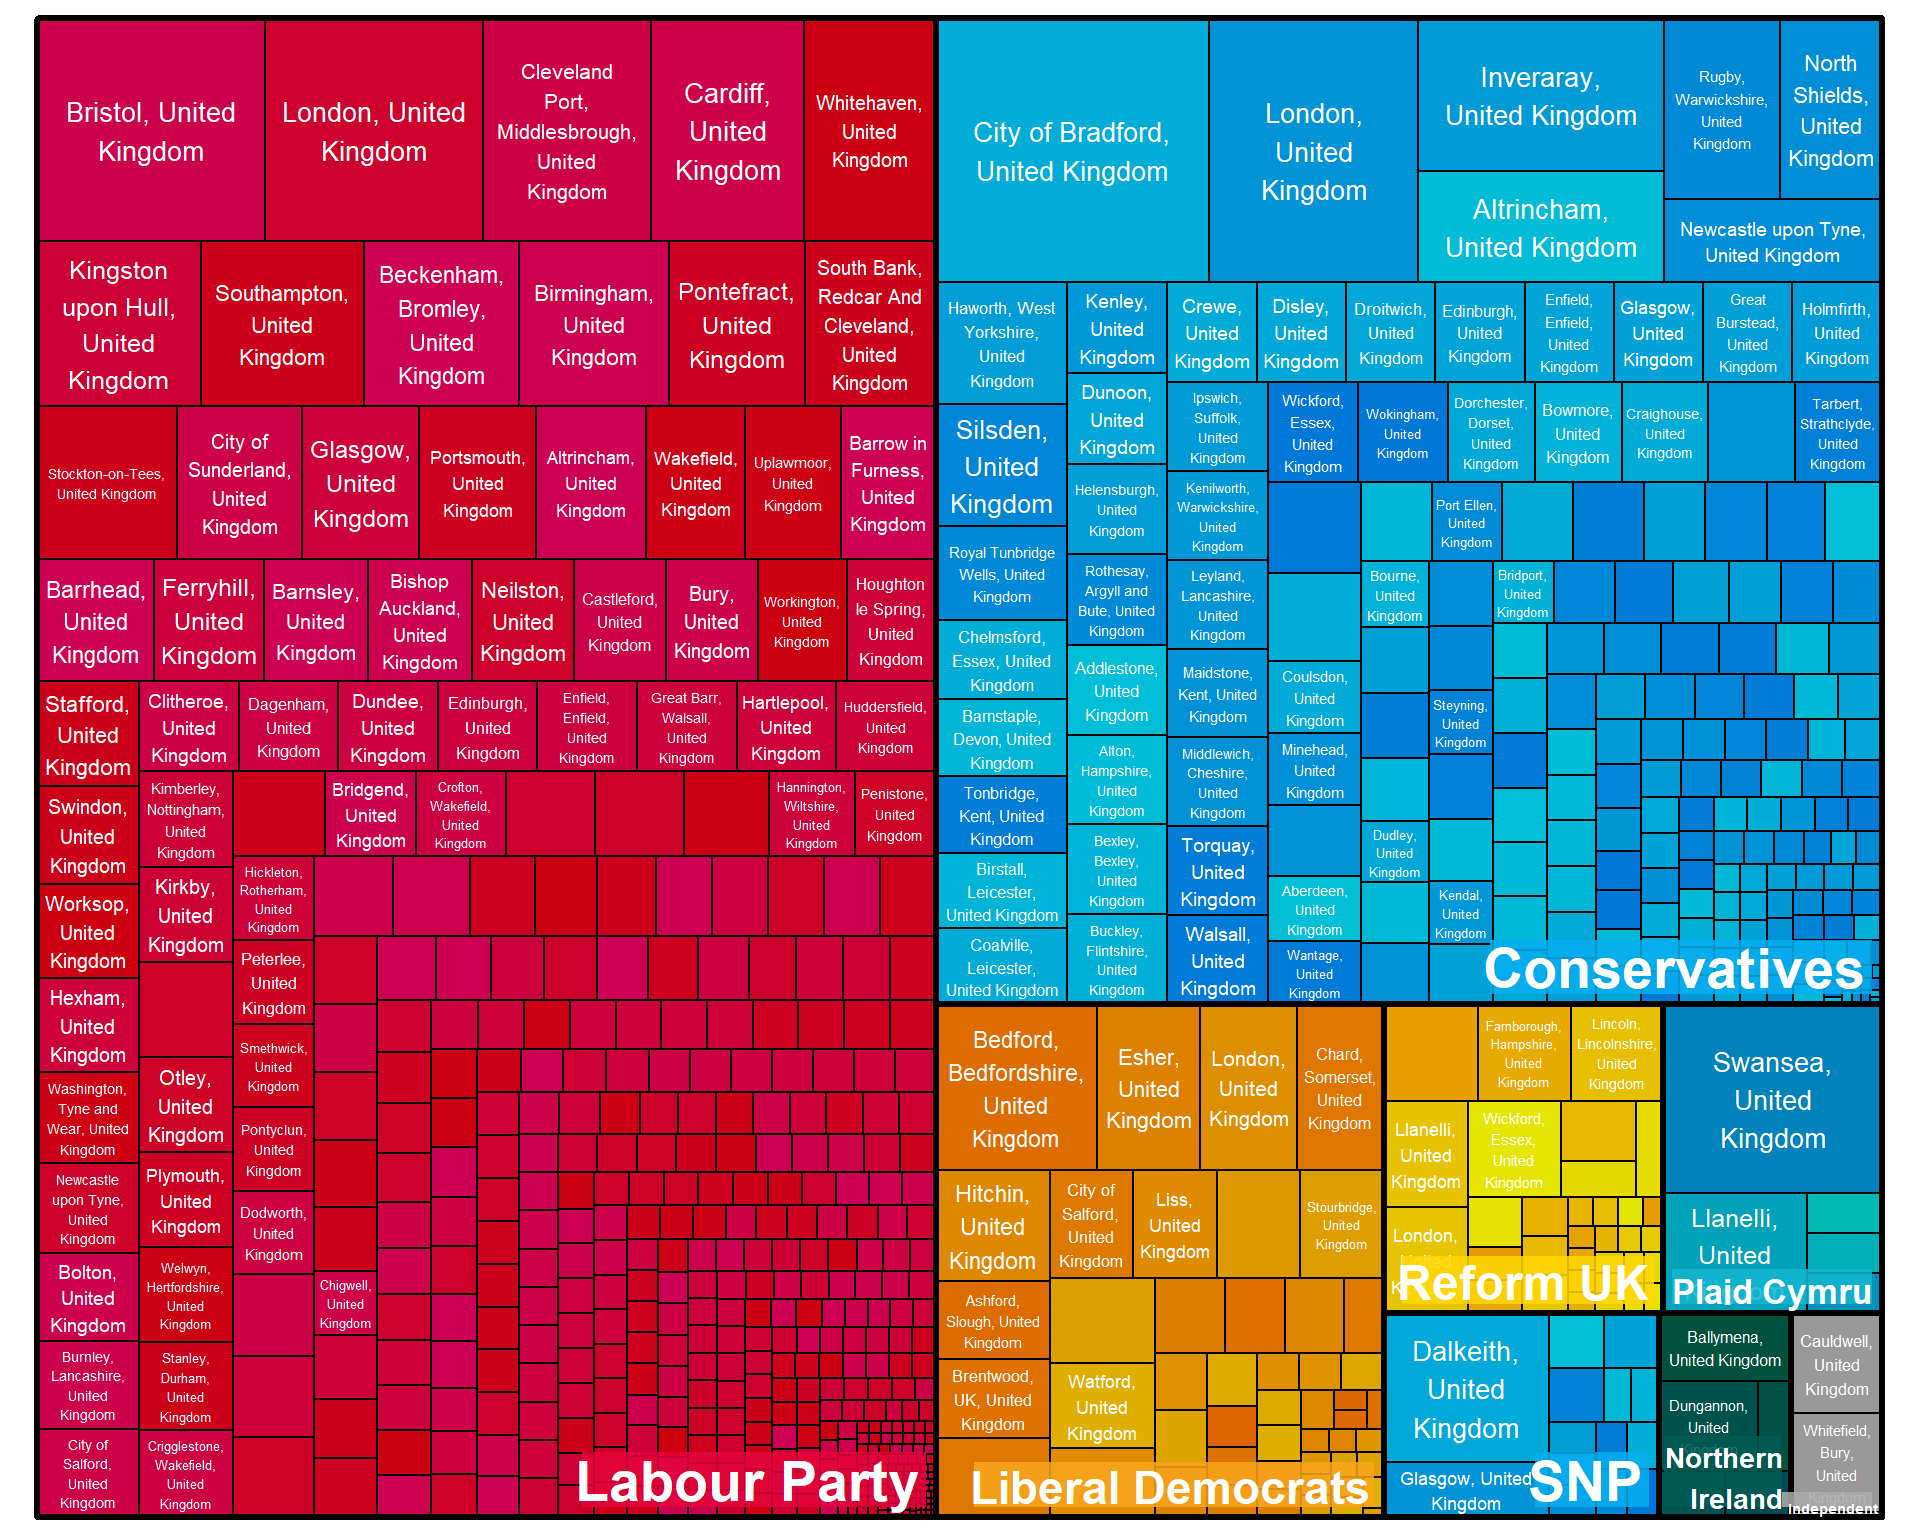 Bristol, United
Kingdom
London, United
Kingdom
Cleveland
Port,
Middlesbrough,
United
Kingdom
Cardiff,
United
Kingdom
Whitehaven,
United
Kingdom
Kingston
upon Hull,
United
Kingdom
Southampton,
United
Kingdom
Beckenham,
Bromley,
United
Kingdom
Birmingham,
United
Kingdom
Pontefract,
United
Kingdom
South Bank,
Redcar And
Cleveland,
United
Kingdom
Stockton-on-Tees,
United Kingdom
City of
Sunderland,
United
Kingdom
Glasgow,
United
Kingdom
Portsmouth,
United
Kingdom
Altrincham,
United
Kingdom
Wakefield,
United
Kingdom
Uplawmoor,
United
Kingdom
Barrow in
Furness,
United
Kingdom
Barrhead,
United
Kingdom
Ferryhill,
United
Kingdom
Barnsley,
United
Kingdom
Bishop
Auckland,
United
Kingdom
Neilston,
United
Kingdom
Castleford,
United
Kingdom
Bury,
United
Kingdom
Workington,
United
Kingdom
Houghton
le Spring,
United
Kingdom
Stafford,
United
Kingdom
Clitheroe,
United
Kingdom
Dagenham,
United
Kingdom
Dundee,
United
Kingdom
Edinburgh,
United
Kingdom
Enfield,
Enfield,
United
Kingdom
Great Barr,
Walsall,
United
Kingdom
Hartlepool,
United
Kingdom
Huddersfield,
United
Kingdom
Swindon,
United
Kingdom
Kimberley,
Nottingham,
United
Kingdom
Bridgend,
United
Kingdom
Crofton,
Wakefield,
United
Kingdom
Hannington,
Wiltshire,
United
Kingdom
Penistone,
United
Kingdom
Worksop,
United
Kingdom
Kirkby,
United
Kingdom
Hickleton,
Rotherham,
United
Kingdom
Hexham,
United
Kingdom
Peterlee,
United
Kingdom
Smethwick,
United
Kingdom
Washington,
Tyne and
Wear, United
Kingdom
Otley,
United
Kingdom
Pontyclun,
United
Kingdom
Newcastle
upon Tyne,
United
Kingdom
Plymouth,
United
Kingdom
Dodworth,
United
Kingdom
Bolton,
United
Kingdom
Welwyn,
Hertfordshire,
United
Kingdom
Chigwell,
United
Kingdom
Burnley,
Lancashire,
United
Kingdom
Stanley,
Durham,
United
Kingdom
City of
Salford,
United
Kingdom
Crigglestone,
Wakefield,
United
Kingdom
Labour Party
City of Bradford,
United Kingdom
London,
United
Kingdom
Inveraray,
United Kingdom
Altrincham,
United Kingdom
Rugby,
Warwickshire,
United
Kingdom
North
Shields,
United
Kingdom
Newcastle upon Tyne,
United Kingdom
Haworth, West
Yorkshire,
United
Kingdom
Kenley,
United
Kingdom
Crewe,
United
Kingdom
Disley,
United
Kingdom
Droitwich,
United
Kingdom
Edinburgh,
United
Kingdom
Enfield,
Enfield,
United
Kingdom
Glasgow,
United
Kingdom
Great
Burstead,
United
Kingdom
Holmfirth,
United
Kingdom
Silsden,
United
Kingdom
Dunoon,
United
Kingdom
Ipswich,
Suffolk,
United
Kingdom
Wickford,
Essex,
United
Kingdom
Wokingham,
United
Kingdom
Dorchester,
Dorset,
United
Kingdom
Bowmore,
United
Kingdom
Craighouse,
United
Kingdom
Tarbert,
Strathclyde,
United
Kingdom
Helensburgh,
United
Kingdom
Kenilworth,
Warwickshire,
United
Kingdom
Port Ellen,
United
Kingdom
Royal Tunbridge
Wells, United
Kingdom
Rothesay,
Argyll and
Bute, United
Kingdom
Leyland,
Lancashire,
United
Kingdom
Bourne,
United
Kingdom
Bridport,
United
Kingdom
Chelmsford,
Essex, United
Kingdom
Addlestone,
United
Kingdom
Maidstone,
Kent, United
Kingdom
Coulsdon,
United
Kingdom
Steyning,
United
Kingdom
Barnstaple,
Devon, United
Kingdom
Alton,
Hampshire,
United
Kingdom
Middlewich,
Cheshire,
United
Kingdom
Minehead,
United
Kingdom
Tonbridge,
Kent, United
Kingdom
Bexley,
Bexley,
United
Kingdom
Torquay,
United
Kingdom
Dudley,
United
Kingdom
Birstall,
Leicester,
United Kingdom
Aberdeen,
United
Kingdom
Kendal,
United
Kingdom
Coalville,
Leicester,
United Kingdom
Buckley,
Flintshire,
United
Kingdom
Walsall,
United
Kingdom
Wantage,
United
Kingdom
Conservatives
Bedford,
Bedfordshire,
United
Kingdom
Esher,
United
Kingdom
London,
United
Kingdom
Chard,
Somerset,
United
Kingdom
Hitchin,
United
Kingdom
City of
Salford,
United
Kingdom
Liss,
United
Kingdom
Stourbridge,
United
Kingdom
Ashford,
Slough, United
Kingdom
Brentwood,
UK, United
Kingdom
Watford,
United
Kingdom
Liberal Democrats
Farnborough,
Hampshire,
United
Kingdom
Lincoln,
Lincolnshire,
United
Kingdom
Llanelli,
United
Kingdom
Wickford,
Essex,
United
Kingdom
London,
Reform UK
Swansea,
United
Kingdom
Llanelli,
United
Plaid Cymru
Dalkeith,
United
Kingdom
Glasgow, United
Kingdom
SNP
Ballymena,
United Kingdom
Dungannon,
United
Northern
Ireland
Cauldwell,
United
Kingdom
Whitefield,
Bury,
United
Independent